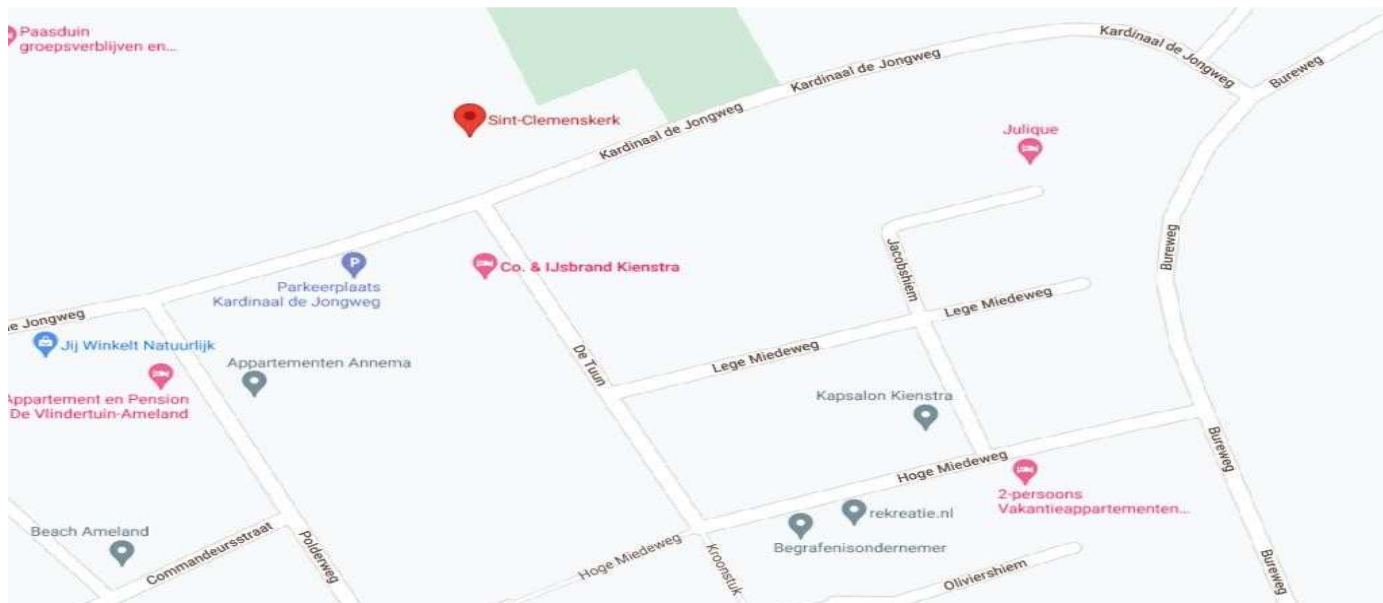 Paasduin
groepsverblijven en...
Kardinaal de Jongweg
Bureweg
Kardinaal de Jongweg
Sint-Clemenskerk
Kardinaal de Jongweg
Julique
Bureweg
Jacobshiem
Co. & IJsbrand Kienstra
P
Parkeerplaats
Kardinaal de Jongweg
Lege Miedeweg
e Jongweg
Jij Winkelt Natuurlijk
Appartementen Annema
De Tuun
Lege Miedeweg
Appartement en Pension
De Vlindertuin-Ameland
Kapsalon Kienstra
Bureweg
Hoge Miedeweg
2-persoons
Vakantieappartementen...
rekreatie.nl
Beach Ameland
Commandeursstraat
Polderweg
Hoge Miedeweg
Kroonstuk
Begrafenisondernemer
Oliviershiem
Bureweg